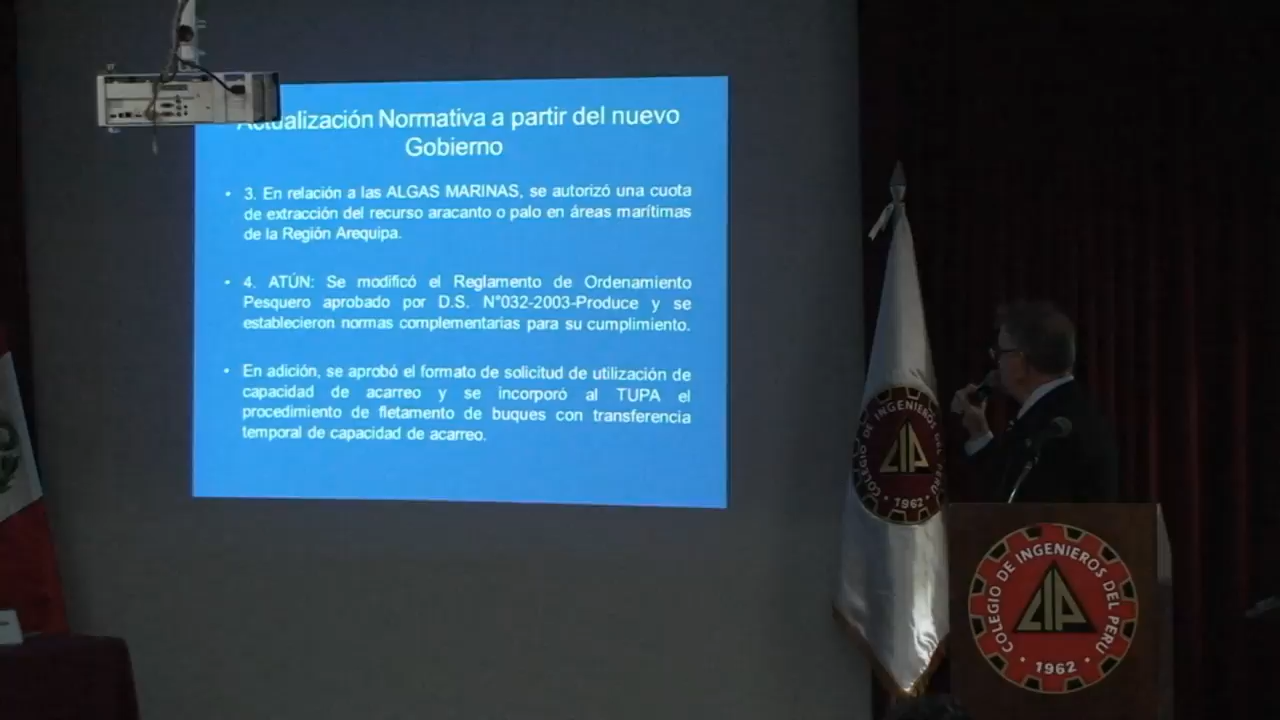 Actualización Normativa a partir del nuevo
Gobierno
• 3. En relación a las ALGAS MARINAS, se autorizó una cuota
de extracción del recurso aracanto o palo en áreas marítimas
de la Región Arequipa.
• 4. ATÚN: Se modificó el Reglamento de Ordenamiento
Pesquero aprobado por D.S. N°032-2003-Produce y se
establecieron normas complementarias para su cumplimiento.
• En adición, se aprobó el formato de solicitud de utilización de
capacidad de acarreo y se incorporó al TUPA el
procedimiento de fletamento de buques con transferencia
temporal de capacidad de acarreo.
COLEGIO DE INGENIEROS DEL
CIP
• 1962 •
COLEGIO DE INGENIEROS DEL PERU
CIP
• 1962 •